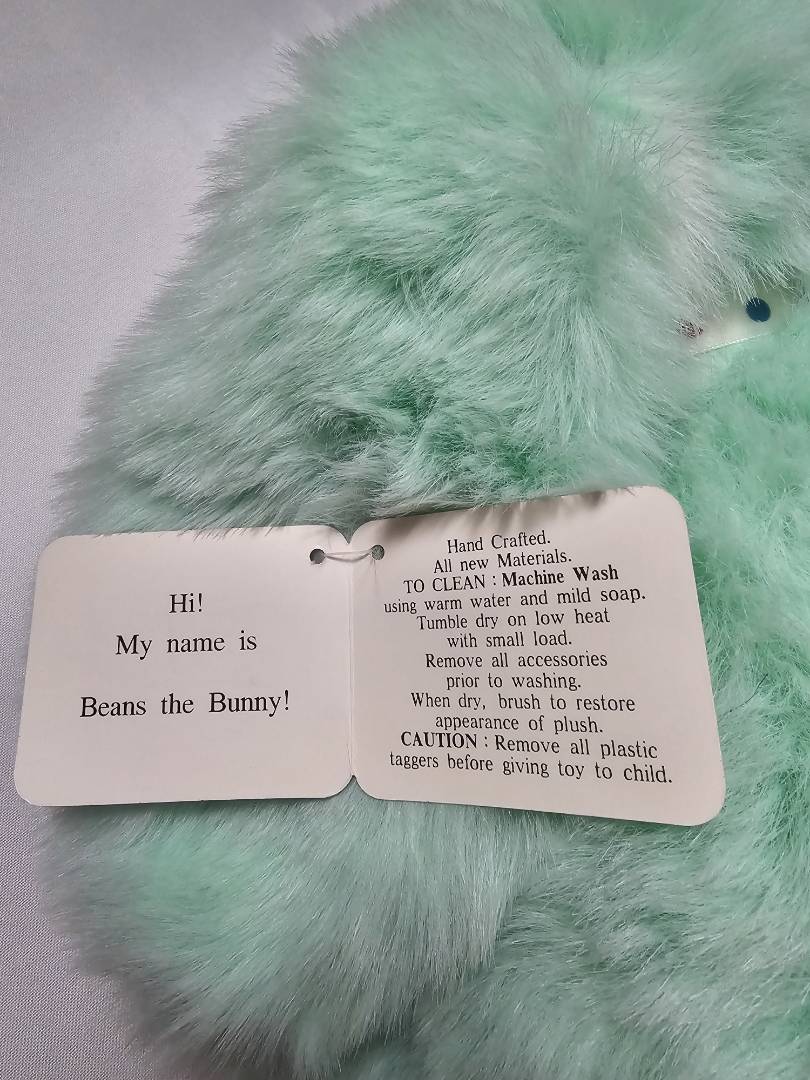 Hi!
My name is
Beans the Bunny!
Hand Crafted.
All new Materials.
TO CLEAN : Machine Wash
using warm water and mild soap.
Tumble dry on low heat
with small load.
Remove all accessories
prior to washing.
When dry, brush to restore
appearance of plush.
CAUTION : Remove all plastic
taggers before giving toy to child.